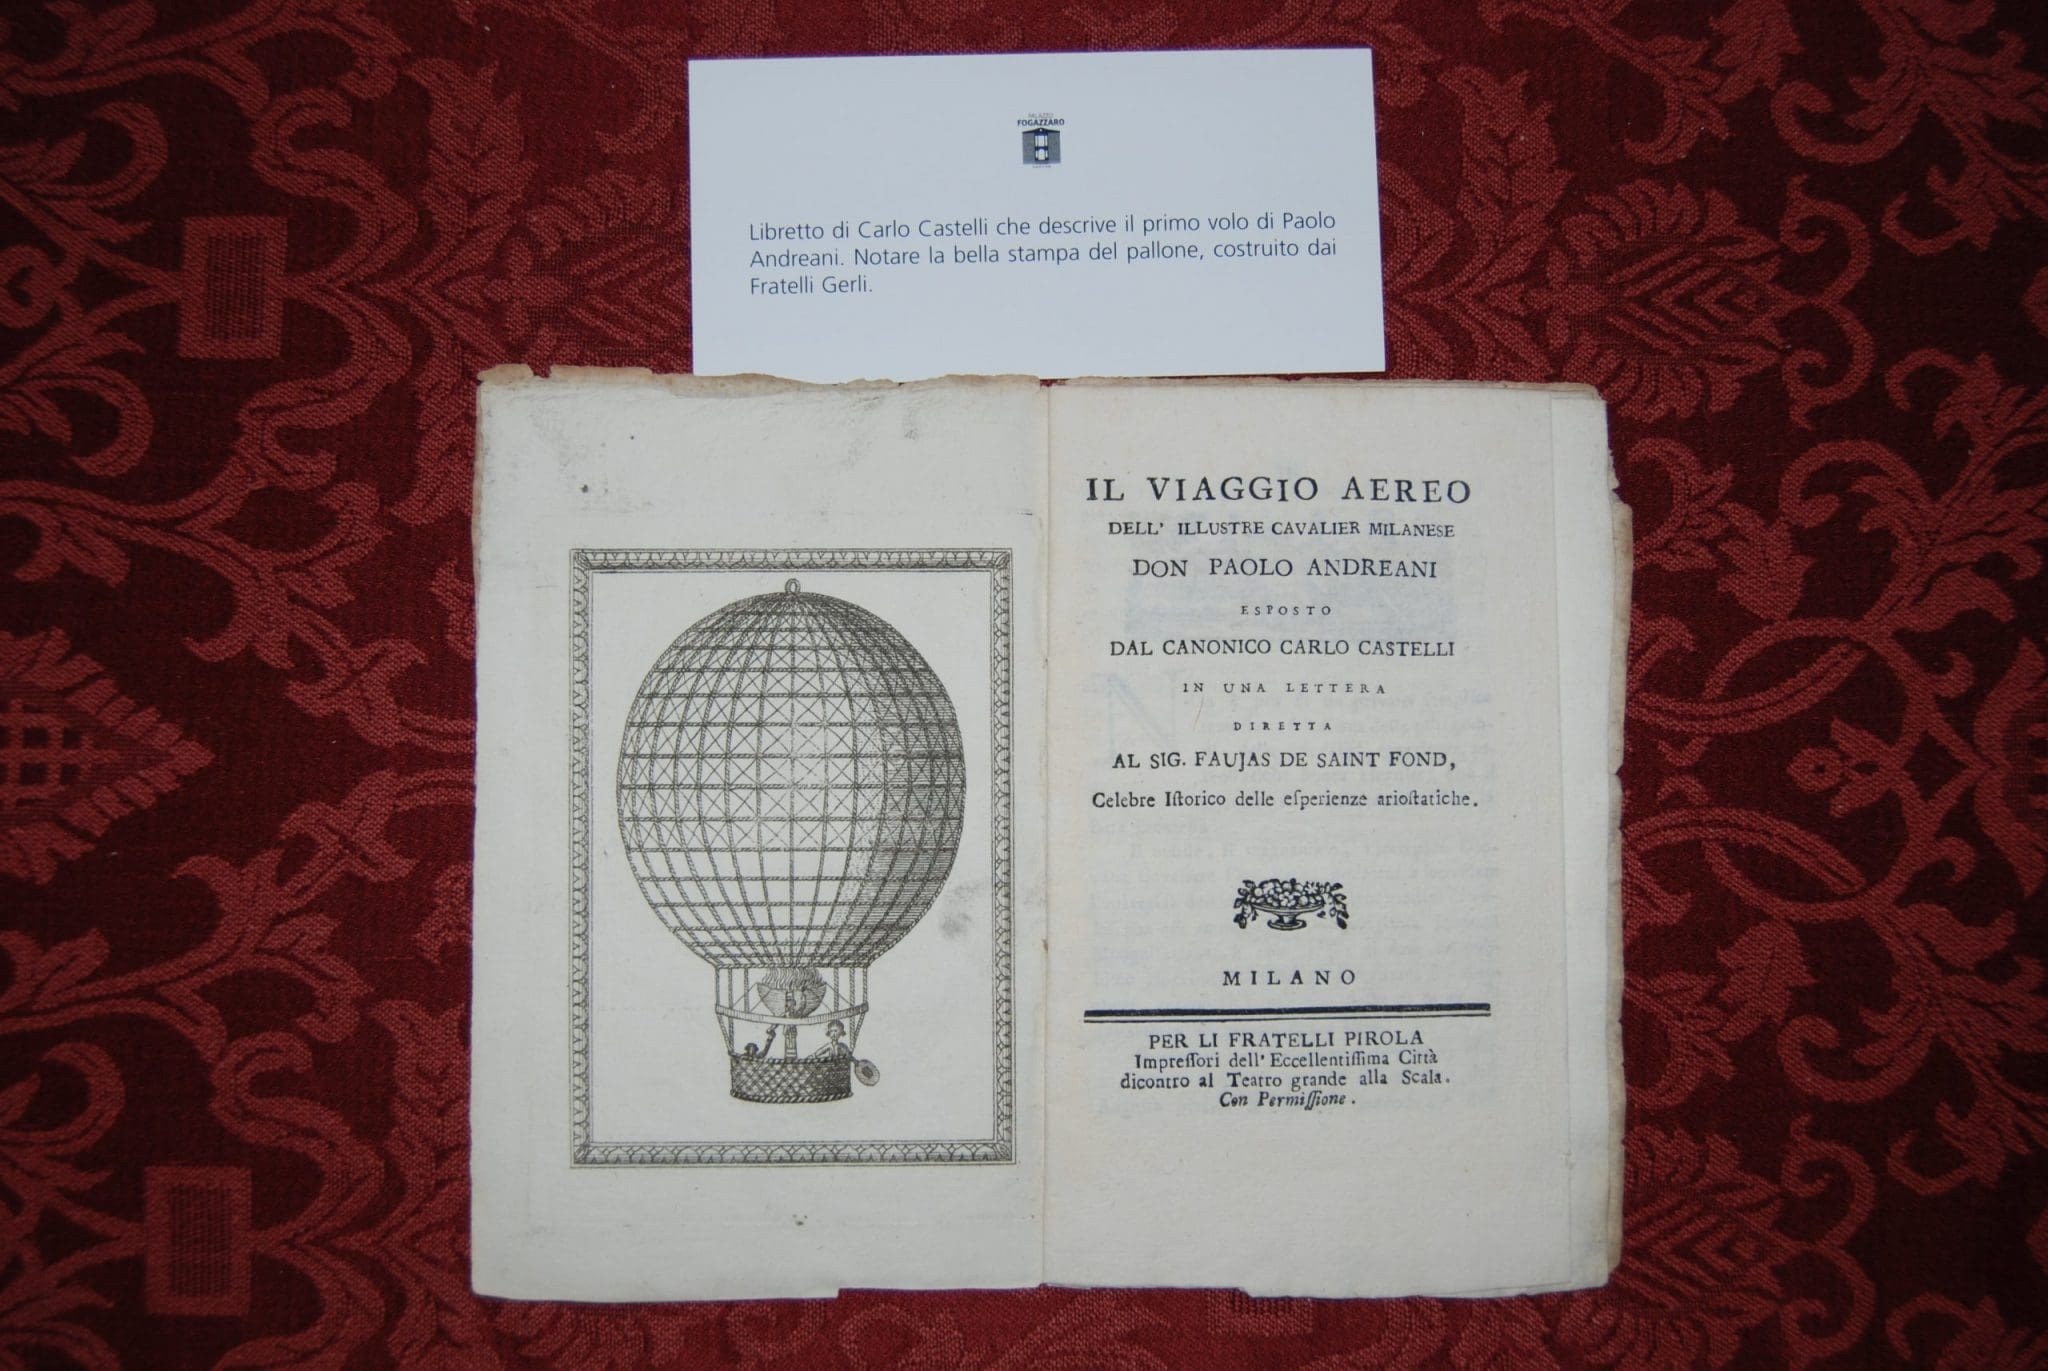 PALAZZO
FOGAZZARO
Libretto di Carlo Castelli che descrive il primo volo di Paolo
Andreani. Notare la bella stampa del pallone, costruito dai
Fratelli Gerli.
IL VIAGGIO AEREO
DELL' ILLUSTRE CAVALIER MILANESE
DON PAOLO ANDREANI
ESPOSTO
DAL CANONICO CARLO CASTELLI
IN UNA LETTERA
DIRETTA
AL SIG. FAUJAS DE SAINT FOND,
Celebre Iſtorico delle eſperienze arioſtatiche.
MILANO
PER LI FRATELLI PIROLA
Impreſſori dell' Eccellentiſſima Città
dicontro al Teatro grande alla Scala.
Con Permiſſione.